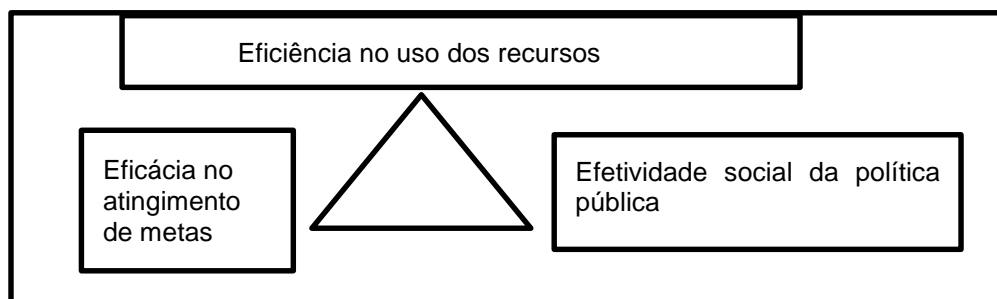 Eficiência no uso dos recursos
Eficácia no
atingimento
de metas
Efetividade social da política
pública